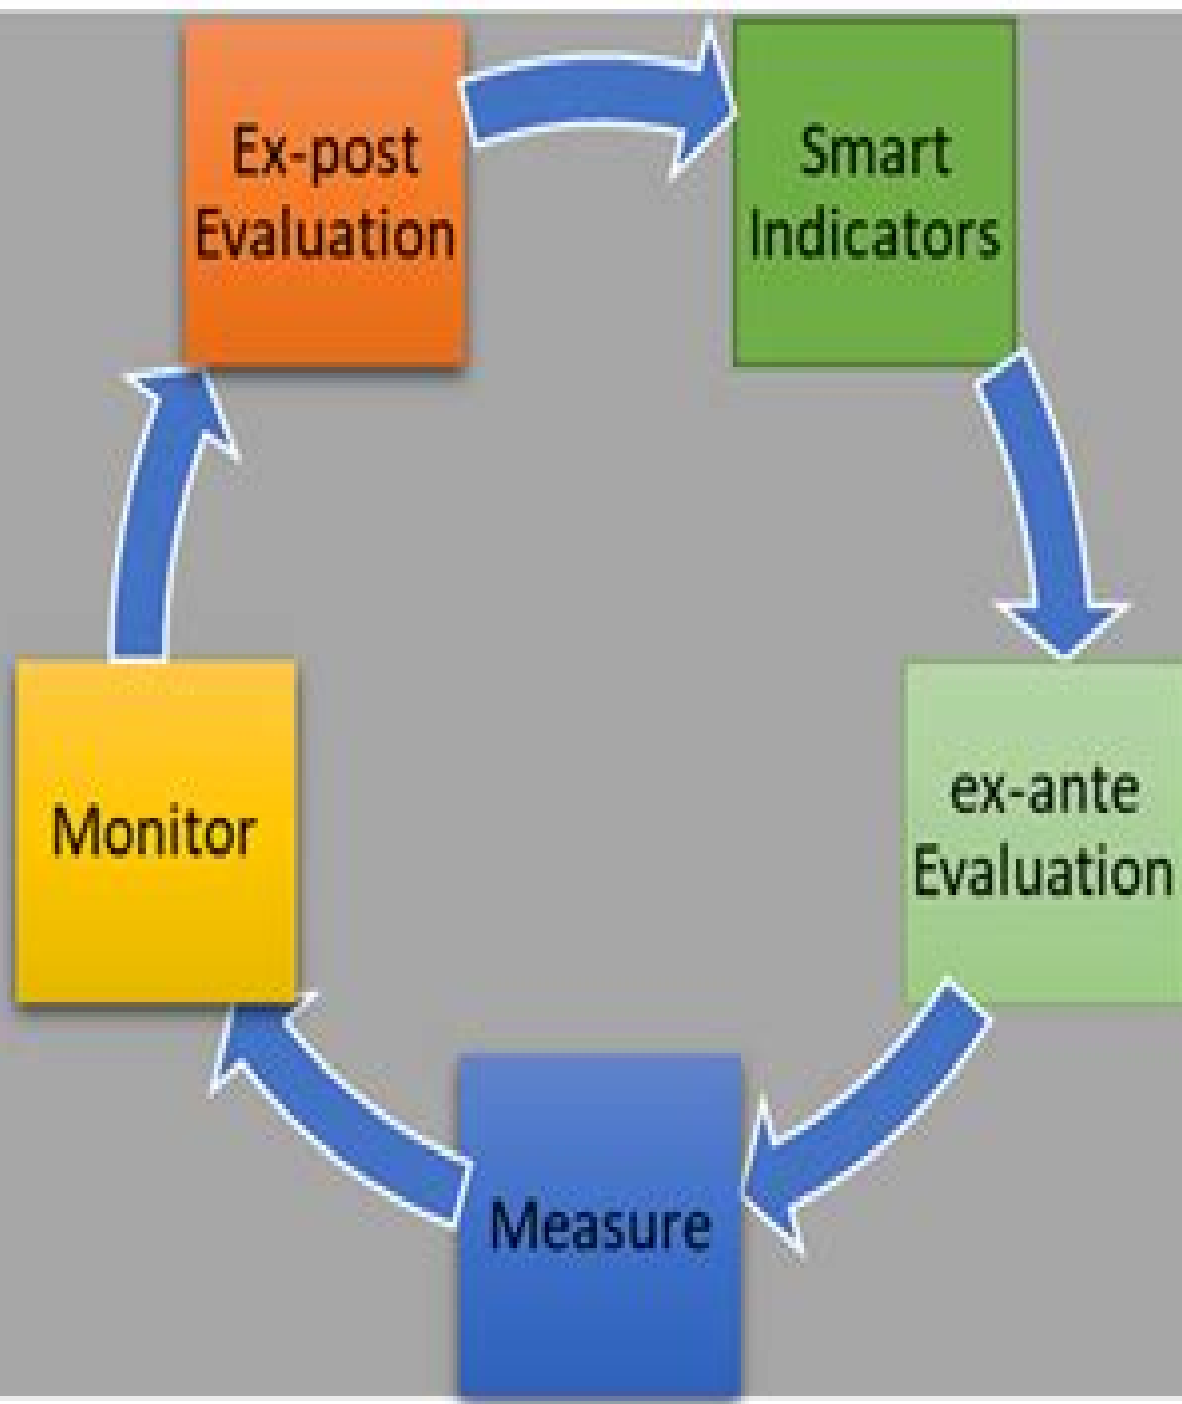 Ex-post
Evaluation
Smart
Indicators
ex-ante
Evaluation
Measure
Monitor